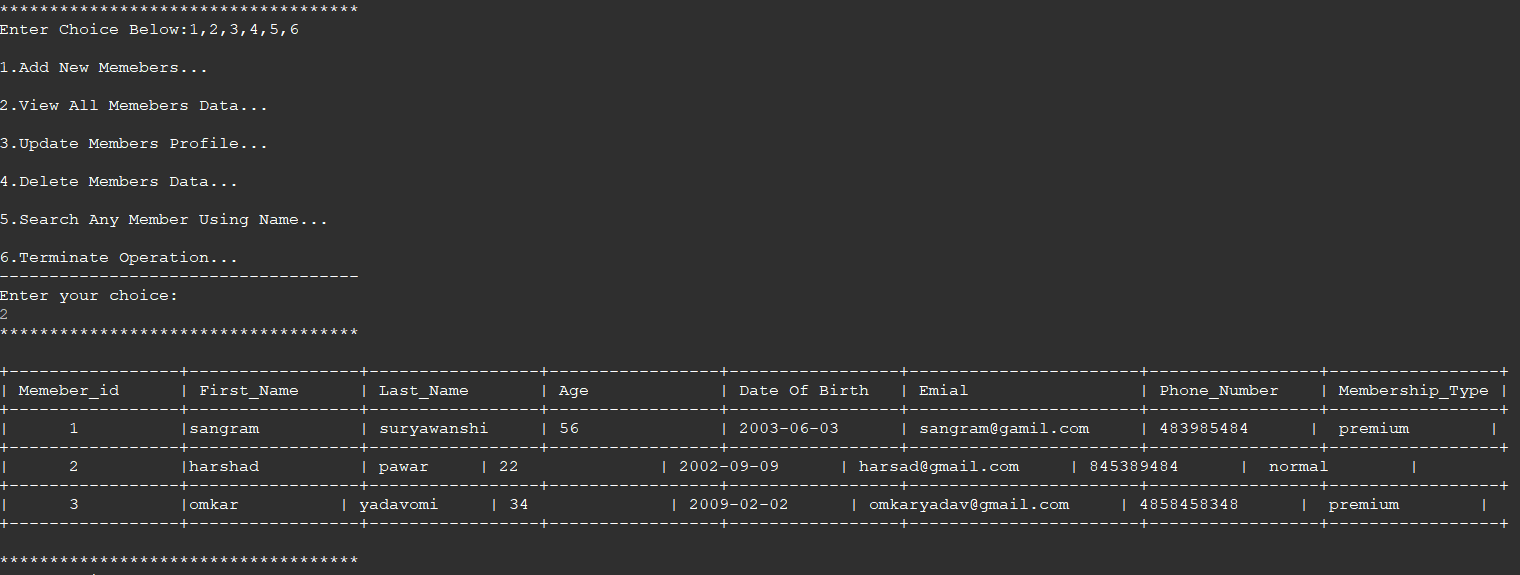 ************************************
Enter Choice Below:1,2,3,4,5,6
1.Add New Memebers...
2.View All Memebers Data...
3.Update Members Profile...
4.Delete Members Data...
5.Search Any Member Using Name...
6.Terminate Operation...
------------------------------------
Enter your choice:
2
************************************
+-----------------+-----------------+-----------------+-----------------+-----------------+-----------------------+-----------------+-----------------+
| Memeber_id      | First_Name      | Last_Name       | Age             | Date Of Birth   | Emial                 | Phone_Number    | Membership_Type |
+-----------------+-----------------+-----------------+-----------------+-----------------+-----------------------+-----------------+-----------------+
|      1          |sangram          | suryawanshi     | 56              | 2003-06-03      | sangram@gamil.com     | 483985484      |  premium        |
+-----------------+-----------------+-----------------+-----------------+-----------------+-----------------------+-----------------+-----------------+
|      2          |harshad          | pawar     | 22              | 2002-09-09      | harsad@gmail.com     | 845389484      |  normal        |
+-----------------+-----------------+-----------------+-----------------+-----------------+-----------------------+-----------------+-----------------+
|      3          |omkar          | yadavomi     | 34              | 2009-02-02      | omkaryadav@gmail.com     | 4858458348      |  premium        |
+-----------------+-----------------+-----------------+-----------------+-----------------+-----------------------+-----------------+-----------------+
************************************